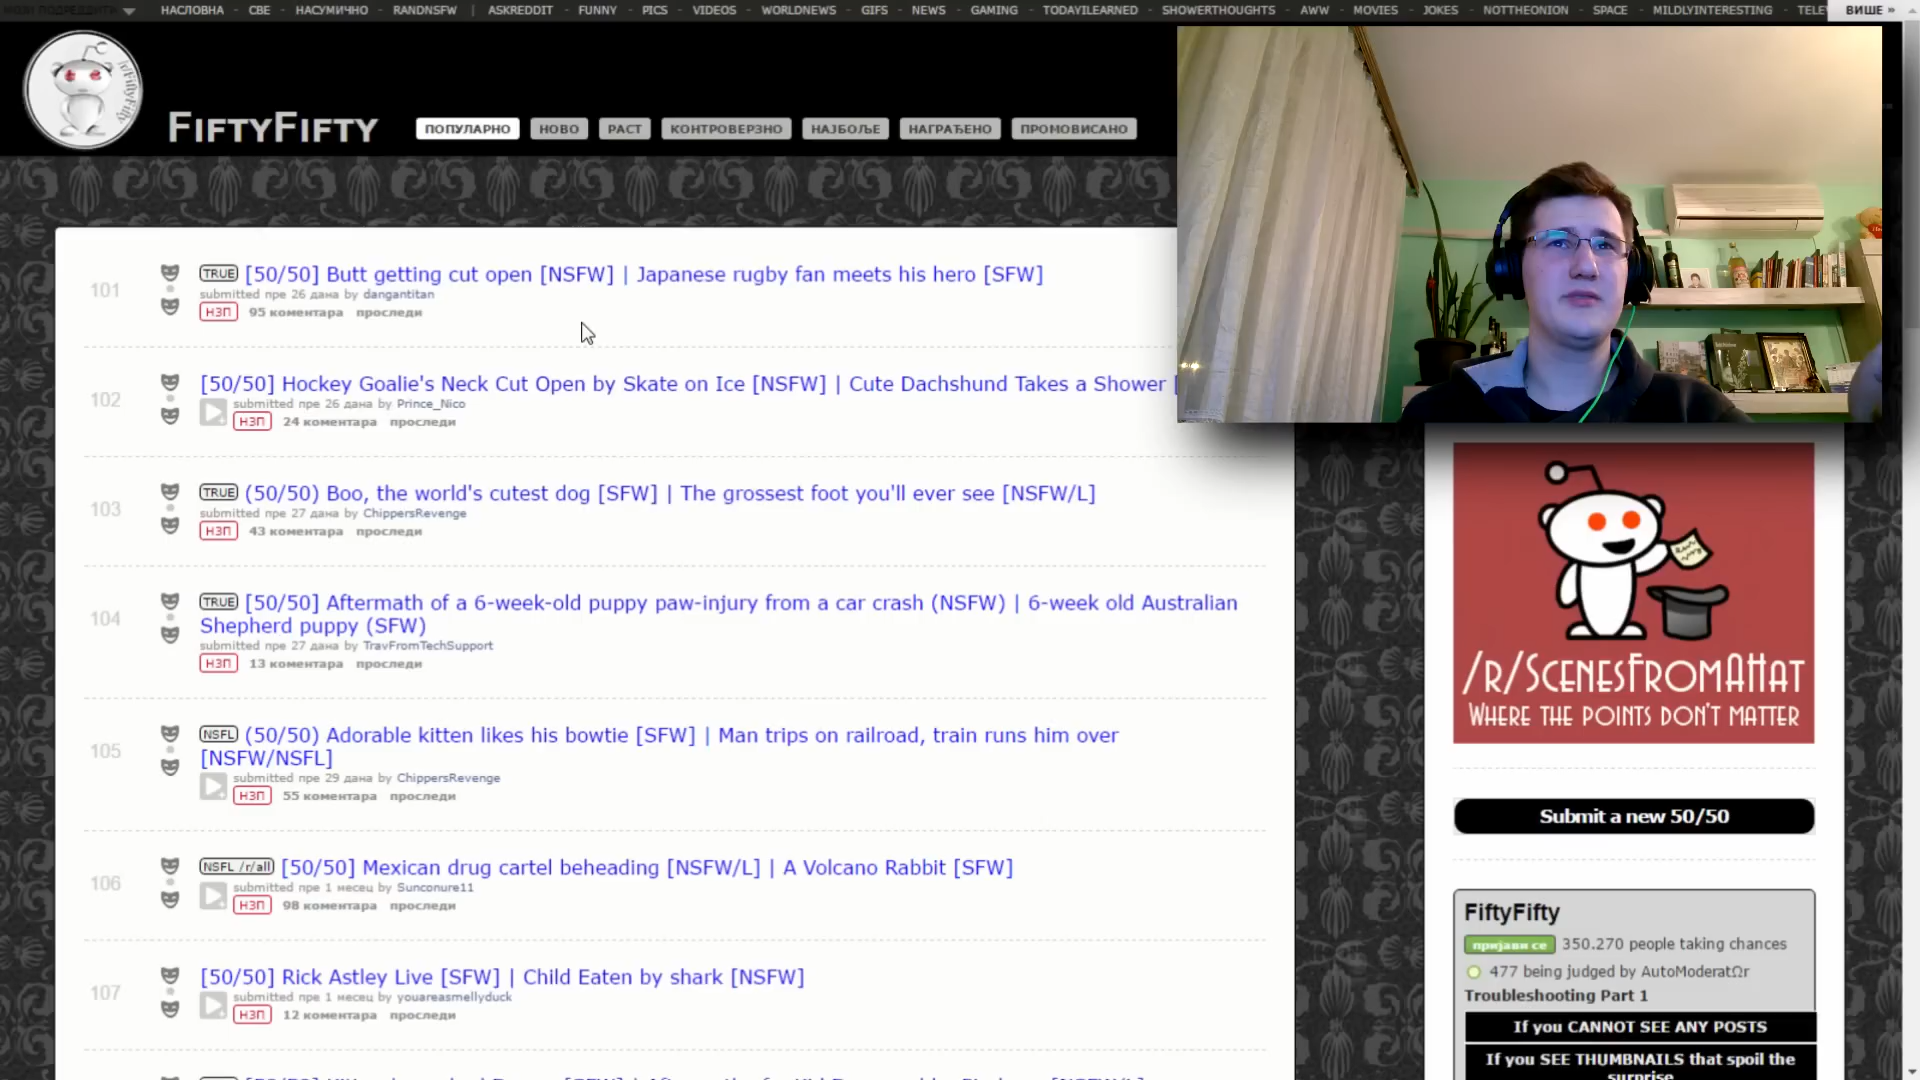 НАСЛОВНА - СВЕ - НАСУМИЧНО - RANDNSFW | ASKREDDIT - FUNNY - PICS - VIDEOS - WORLDNEWS - GIFS - NEWS - GAMING - TODAYILEARNED - SHOWERTHOUGHTS - AWW - MOVIES - JOKES - NOTTHEONION - SPACE - MILDLYINTERESTING - ВИШЕ »
FIFTYFIFTY ПОПУЛАРНО НОВО РАСТ КОНТРОВЕРЗНО НАЈБОЉЕ НАГРАЂЕНО ПРОМОВИСАНО
101 TRUE [50/50] Butt getting cut open [NSFW] | Japanese rugby fan meets his hero [SFW]
submitted пре 26 дана by dangantitan
НЗП 95 коментара проследи
102 [50/50] Hockey Goalie's Neck Cut Open by Skate on Ice [NSFW] | Cute Dachshund Takes a Shower
submitted пре 26 дана by Prince_Nico
НЗП 24 коментара проследи
103 TRUE (50/50) Boo, the world's cutest dog [SFW] | The grossest foot you'll ever see [NSFW/L]
submitted пре 27 дана by ChippersRevenge
НЗП 43 коментара проследи
104 TRUE [50/50] Aftermath of a 6-week-old puppy paw-injury from a car crash (NSFW) | 6-week old Australian
Shepherd puppy (SFW)
submitted пре 27 дана by TravFromTechSupport
НЗП 13 коментара проследи
105 NSFL (50/50) Adorable kitten likes his bowtie [SFW] | Man trips on railroad, train runs him over
[NSFW/NSFL]
submitted пре 29 дана by ChippersRevenge
НЗП 55 коментара проследи
106 NSFL /r/all [50/50] Mexican drug cartel beheading [NSFW/L] | A Volcano Rabbit [SFW]
submitted пре 1 месец by Sunconure11
НЗП 98 коментара проследи
107 [50/50] Rick Astley Live [SFW] | Child Eaten by shark [NSFW]
submitted пре 1 месец by youareasmellyduck
НЗП 12 коментара проследи
/R/SCENESFROMAHAT
WHERE THE POINTS DON'T MATTER
Submit a new 50/50
FiftyFifty
пријави се 350.270 people taking chances
477 being judged by AutoModeratΩr
Troubleshooting Part 1
If you CANNOT SEE ANY POSTS
If you SEE THUMBNAILS that spoil the
surprise